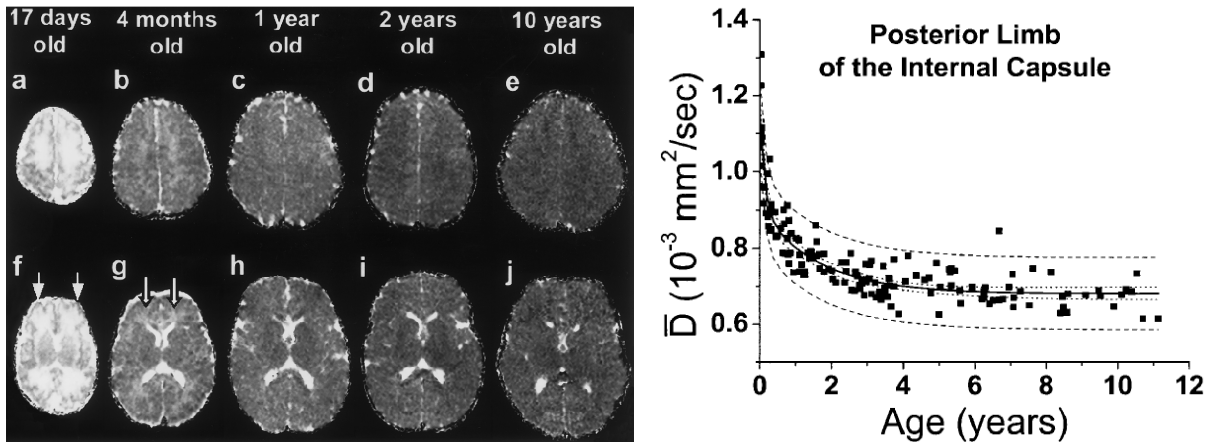 17 days old
4 months old
1 year old
2 years old
10 years old
a
b
c
d
e
f
g
h
i
j
Posterior Limb
of the Internal Capsule
D̅ (10⁻³ mm²/sec)
1.4
1.2
1.0
0.8
0.6
0
2
4
6
8
10
12
Age (years)